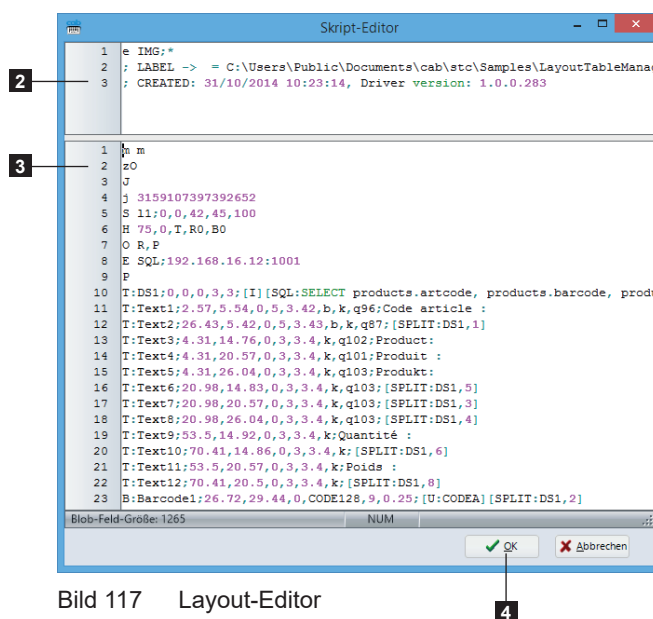 cab
Skript-Editor
1 e IMG;*
2 ; LABEL -> = C:\Users\Public\Documents\cab\stc\Samples\LayoutTableMana
3 ; CREATED: 31/10/2014 10:23:14, Driver version: 1.0.0.283
2
1 m m
2 zO
3
3 J
4 j 3159107397392652
5 S l1;0,0,42,45,100
6 H 75,0,T,R0,B0
7 O R,P
8 E SQL;192.168.16.12:1001
9 P
10 T:DS1;0,0,0,3,3;[I][SQL:SELECT products.artcode, products.barcode, produ
11 T:Text1;2.57,5.54,0,5,3.42,b,k,q96;Code article :
12 T:Text2;26.43,5.42,0,5,3.43,b,k,q87;[SPLIT:DS1,1]
13 T:Text3;4.31,14.76,0,3,3.4,k,q102;Product:
14 T:Text4;4.31,20.57,0,3,3.4,k,q101;Produit :
15 T:Text5;4.31,26.04,0,3,3.4,k,q103;Produkt:
16 T:Text6;20.98,14.83,0,3,3.4,k,q103;[SPLIT:DS1,5]
17 T:Text7;20.98,20.57,0,3,3.4,k,q103;[SPLIT:DS1,3]
18 T:Text8;20.98,26.04,0,3,3.4,k,q103;[SPLIT:DS1,4]
19 T:Text9;53.5,14.92,0,3,3.4,k;Quantité :
20 T:Text10;70.41,14.86,0,3,3.4,k;[SPLIT:DS1,6]
21 T:Text11;53.5,20.57,0,3,3.4,k;Poids :
22 T:Text12;70.41,20.5,0,3,3.4,k;[SPLIT:DS1,8]
23 B:Barcode1;26.72,29.44,0,CODE128,9,0.25;[U:CODEA][SPLIT:DS1,2]
Blob-Feld-Größe: 1265 NUM
OK Abbrechen
Bild 117 Layout-Editor
4